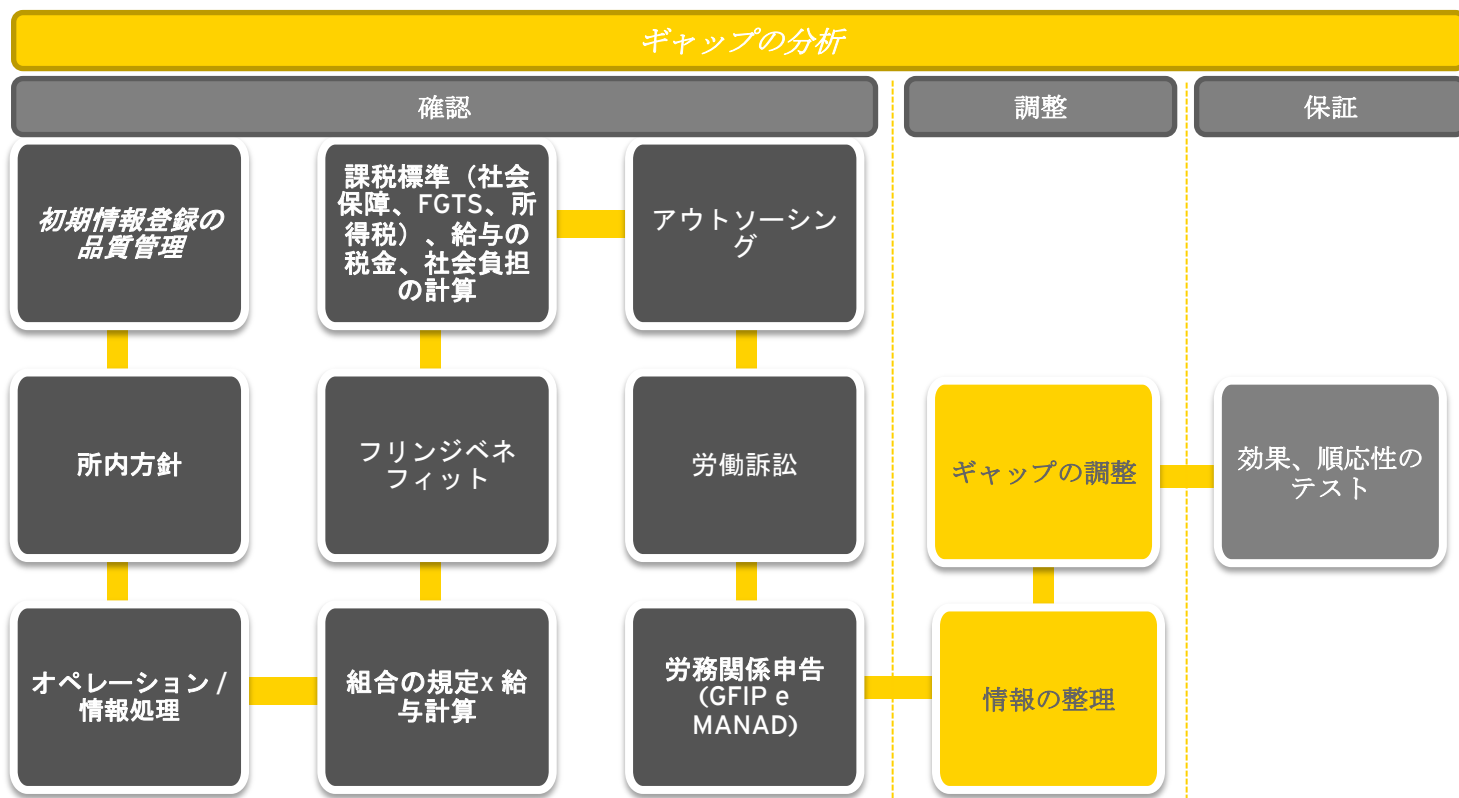 ギャップの分析
確認
調整
保証
初期情報登録の
品質管理
課税標準（社会
保障、FGTS、所
得税）、給与の
税金、社会負担
の計算
アウトソーシン
グ
所内方針
フリンジベネ
フィット
労働訴訟
ギャップの調整
効果、順応性の
テスト
オペレーション /
情報処理
組合の規定x 給
与計算
労務関係申告
(GFIP e
MANAD)
情報の整理